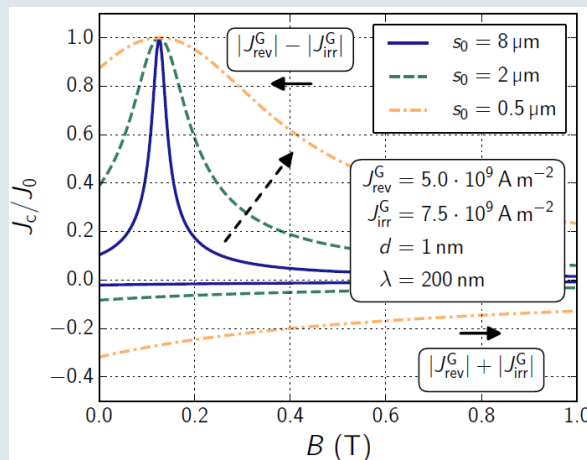 1.0
0.8
0.6
0.4
0.2
0.0
−0.2
−0.4
J_c/J_0
|J_rev^G| − |J_irr^G|
s_0 = 8 μm
s_0 = 2 μm
s_0 = 0.5 μm
J_rev^G = 5.0 · 10^9 A m^−2
J_irr^G = 7.5 · 10^9 A m^−2
d = 1 nm
λ = 200 nm
|J_rev^G| + |J_irr^G|
0.0 0.2 0.4 0.6 0.8 1.0
B (T)